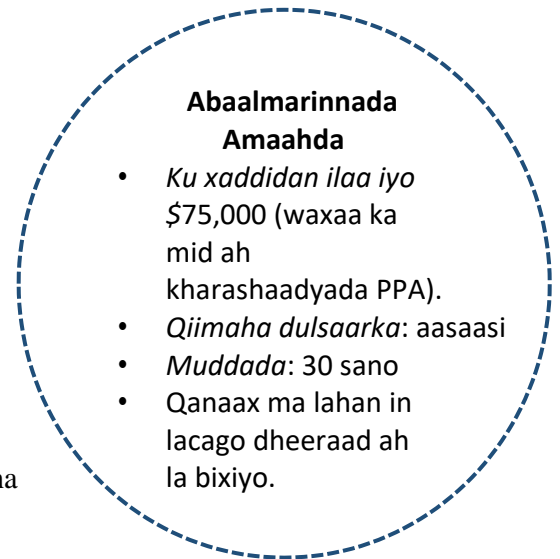 Abaalmarinnada
Amaahda
• Ku xaddidan ilaa iyo
$75,000 (waxaa ka
mid ah
kharashaadyada PPA).
• Qiimaha dulsaarka: aasaasi
• Muddada: 30 sano
• Qanaax ma lahan in
lacago dheeraad ah
la bixiyo.